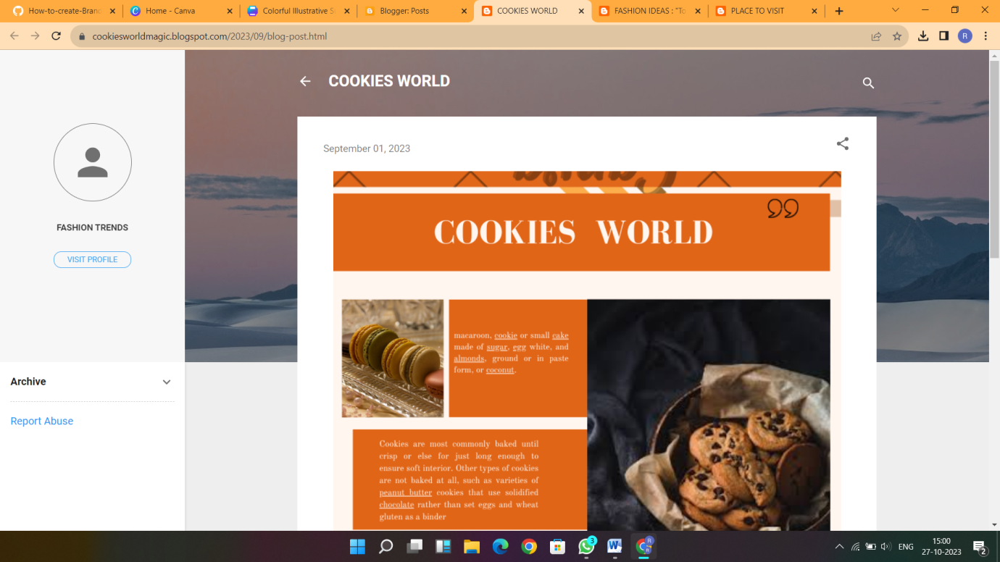 How-to-create-Bran
Home - Canva
Colorful Illustrative S
Blogger: Posts
COOKIES WORLD
FASHION IDEAS : "To
PLACE TO VISIT
cookiesworldmagic.blogspot.com/2023/09/blog-post.html
R
COOKIES WORLD
September 01, 2023
FASHION TRENDS
VISIT PROFILE
Archive
Report Abuse
COOKIES WORLD
macaroon, cookie or small cake
made of sugar, egg white, and
almonds, ground or in paste
form, or coconut.
Cookies are most commonly baked until
crisp or else for just long enough to
ensure soft interior. Other types of cookies
are not baked at all, such as varieties of
peanut butter cookies that use solidified
chocolate rather than set eggs and wheat
gluten as a binder
3
ENG
15:00
27-10-2023
2